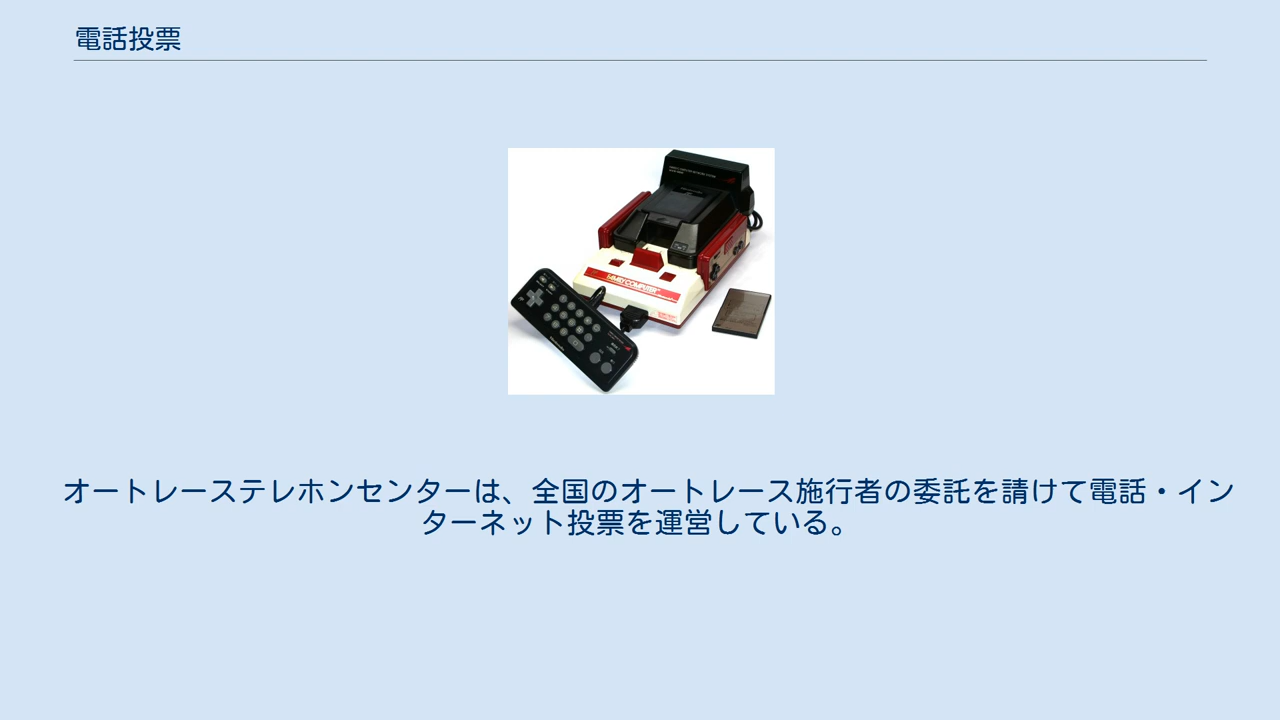 電話投票
FAMILY COMPUTER
オートレーステレホンセンターは、全国のオートレース施行者の委託を請けて電話・イン
ターネット投票を運営している。